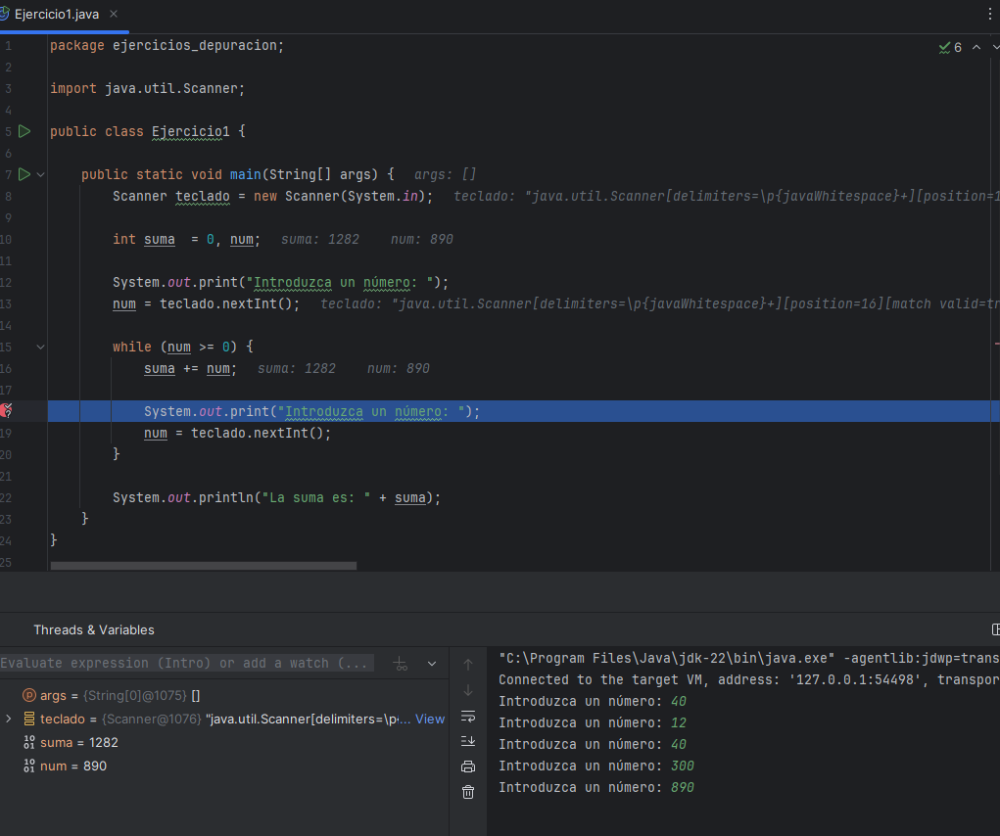 Ejercicio1.java
1 package ejercicios_depuracion;
6
2
3 import java.util.Scanner;
4
5 public class Ejercicio1 {
6
7 public static void main(String[] args) { args: []
8 Scanner teclado = new Scanner(System.in); teclado: "java.util.Scanner[delimiters=\p{javaWhitespace}+][position=1
9
10 int suma = 0, num; suma: 1282 num: 890
11
12 System.out.print("Introduzca un número: ");
13 num = teclado.nextInt(); teclado: "java.util.Scanner[delimiters=\p{javaWhitespace}+][position=16][match valid=tr
14
15 while (num >= 0) {
16 suma += num; suma: 1282 num: 890
17
System.out.print("Introduzca un número: ");
19 num = teclado.nextInt();
20 }
21
22 System.out.println("La suma es: " + suma);
23 }
24 }
25
Threads & Variables
Evaluate expression (Intro) or add a watch (...
args = {String[0]@1075} []
teclado = {Scanner@1076} "java.util.Scanner[delimiters=\p‹... View
suma = 1282
num = 890
"C:\Program Files\Java\jdk-22\bin\java.exe" -agentlib:jdwp=trans
Connected to the target VM, address: '127.0.0.1:54498', transpor
Introduzca un número: 40
Introduzca un número: 12
Introduzca un número: 40
Introduzca un número: 300
Introduzca un número: 890